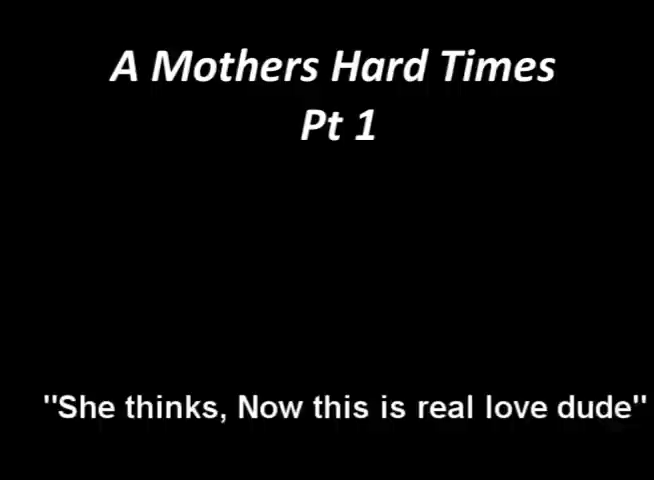 A Mothers Hard Times
Pt 1
"She thinks, Now this is real love dude"